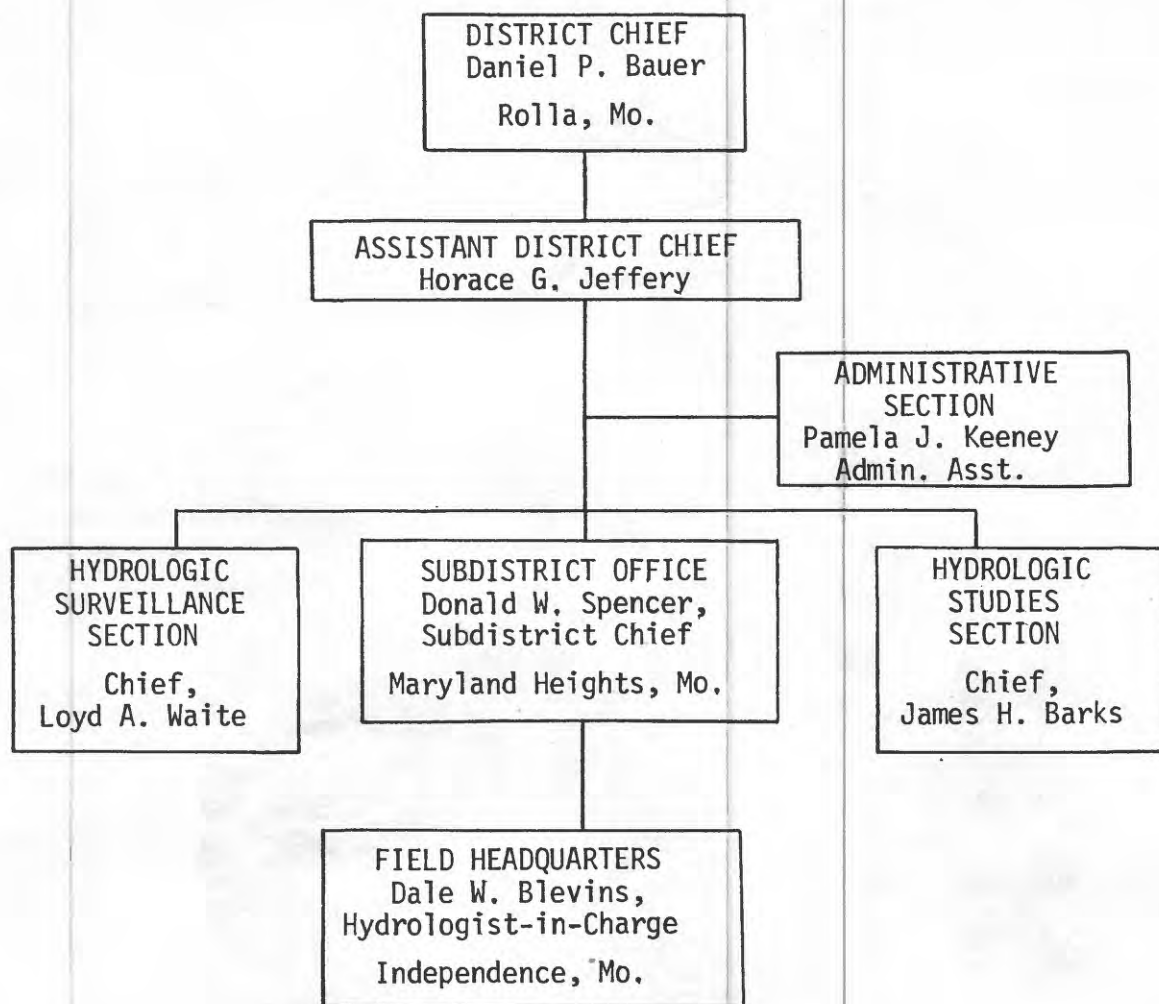 DISTRICT CHIEF
Daniel P. Bauer
Rolla, Mo.
ASSISTANT DISTRICT CHIEF
Horace G. Jeffery
ADMINISTRATIVE
SECTION
Pamela J. Keeney
Admin. Asst.
HYDROLOGIC
SURVEILLANCE
SECTION
Chief,
Loyd A. Waite
SUBDISTRICT OFFICE
Donald W. Spencer,
Subdistrict Chief
Maryland Heights, Mo.
HYDROLOGIC
STUDIES
SECTION
Chief,
James H. Barks
FIELD HEADQUARTERS
Dale W. Blevins,
Hydrologist-in-Charge
Independence, Mo.